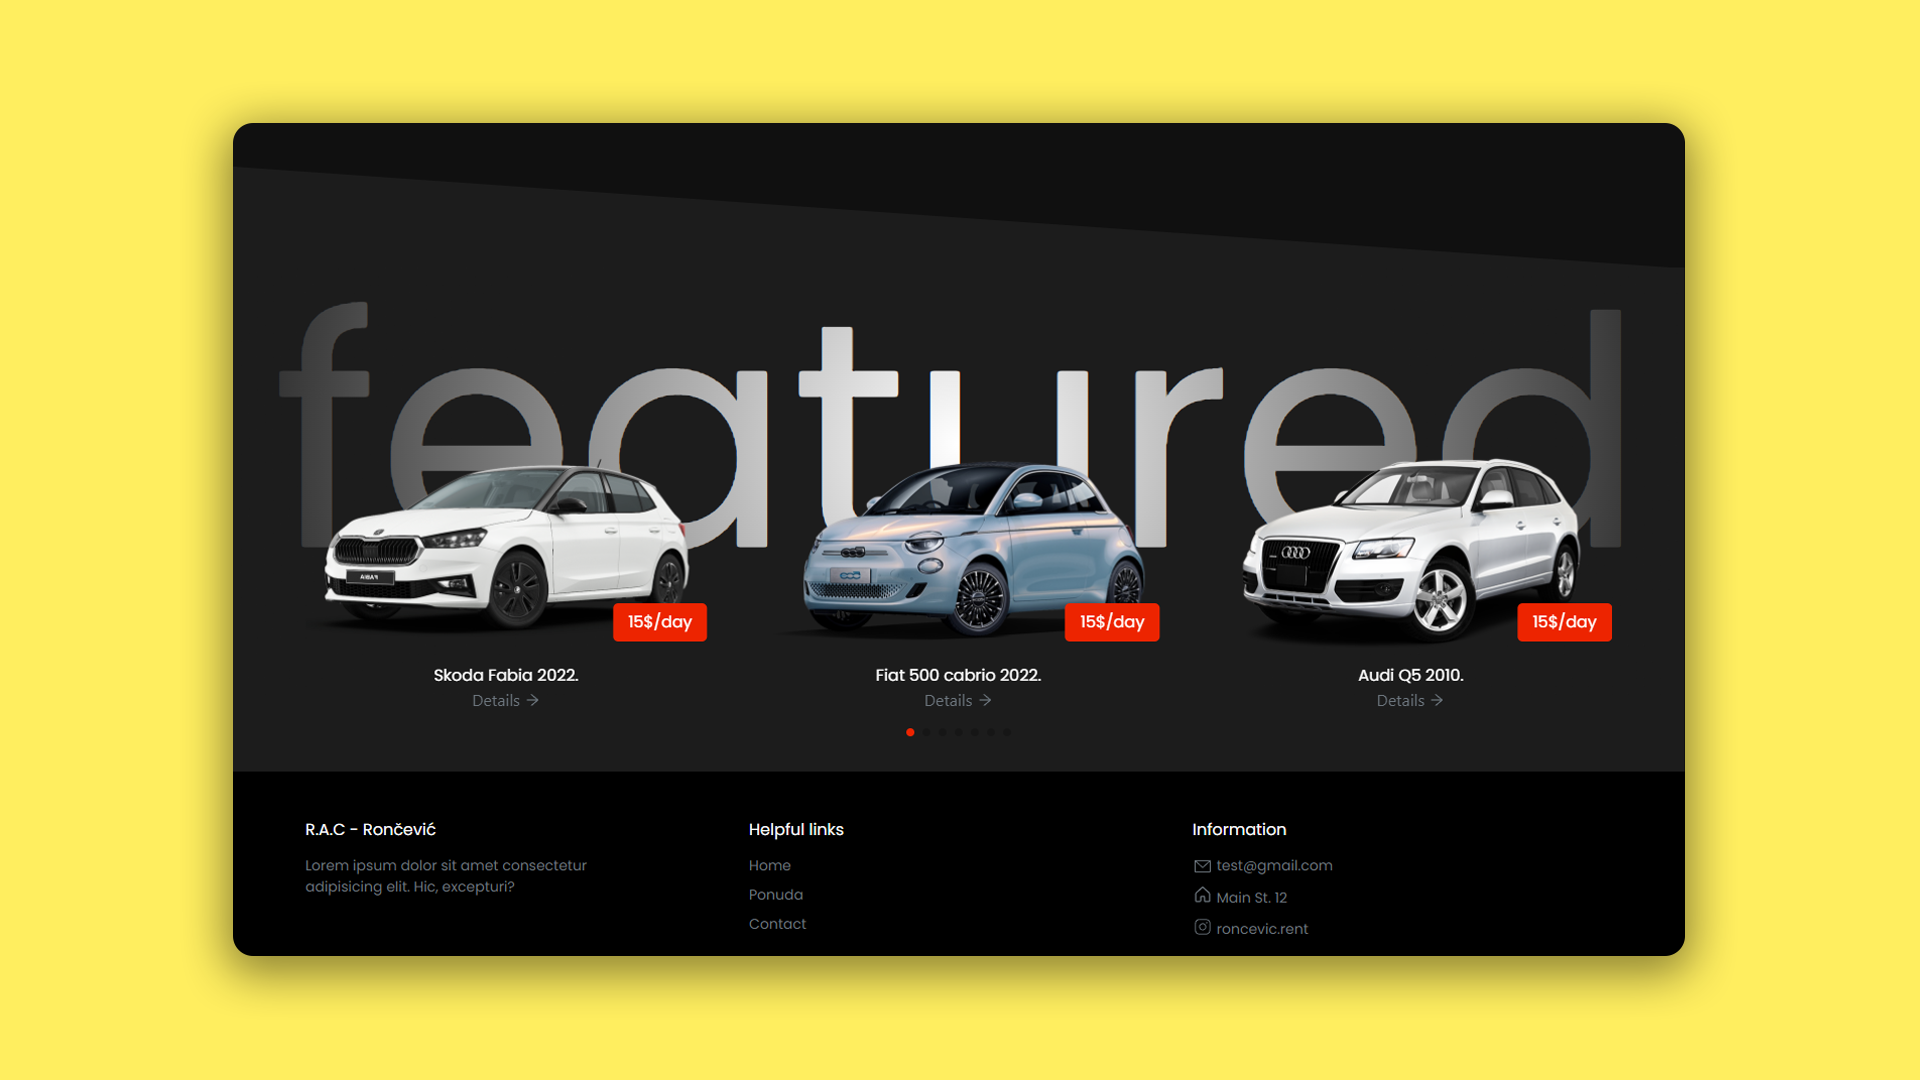 featured
15$/day
15$/day
15$/day
Skoda Fabia 2022.
Fiat 500 cabrio 2022.
Audi Q5 2010.
Details →
Details →
Details →
R.A.C - Rončević
Lorem ipsum dolor sit amet consectetur
adipisicing elit. Hic, excepturi?
Helpful links
Home
Ponuda
Contact
Information
test@gmail.com
Main St. 12
roncevic.rent